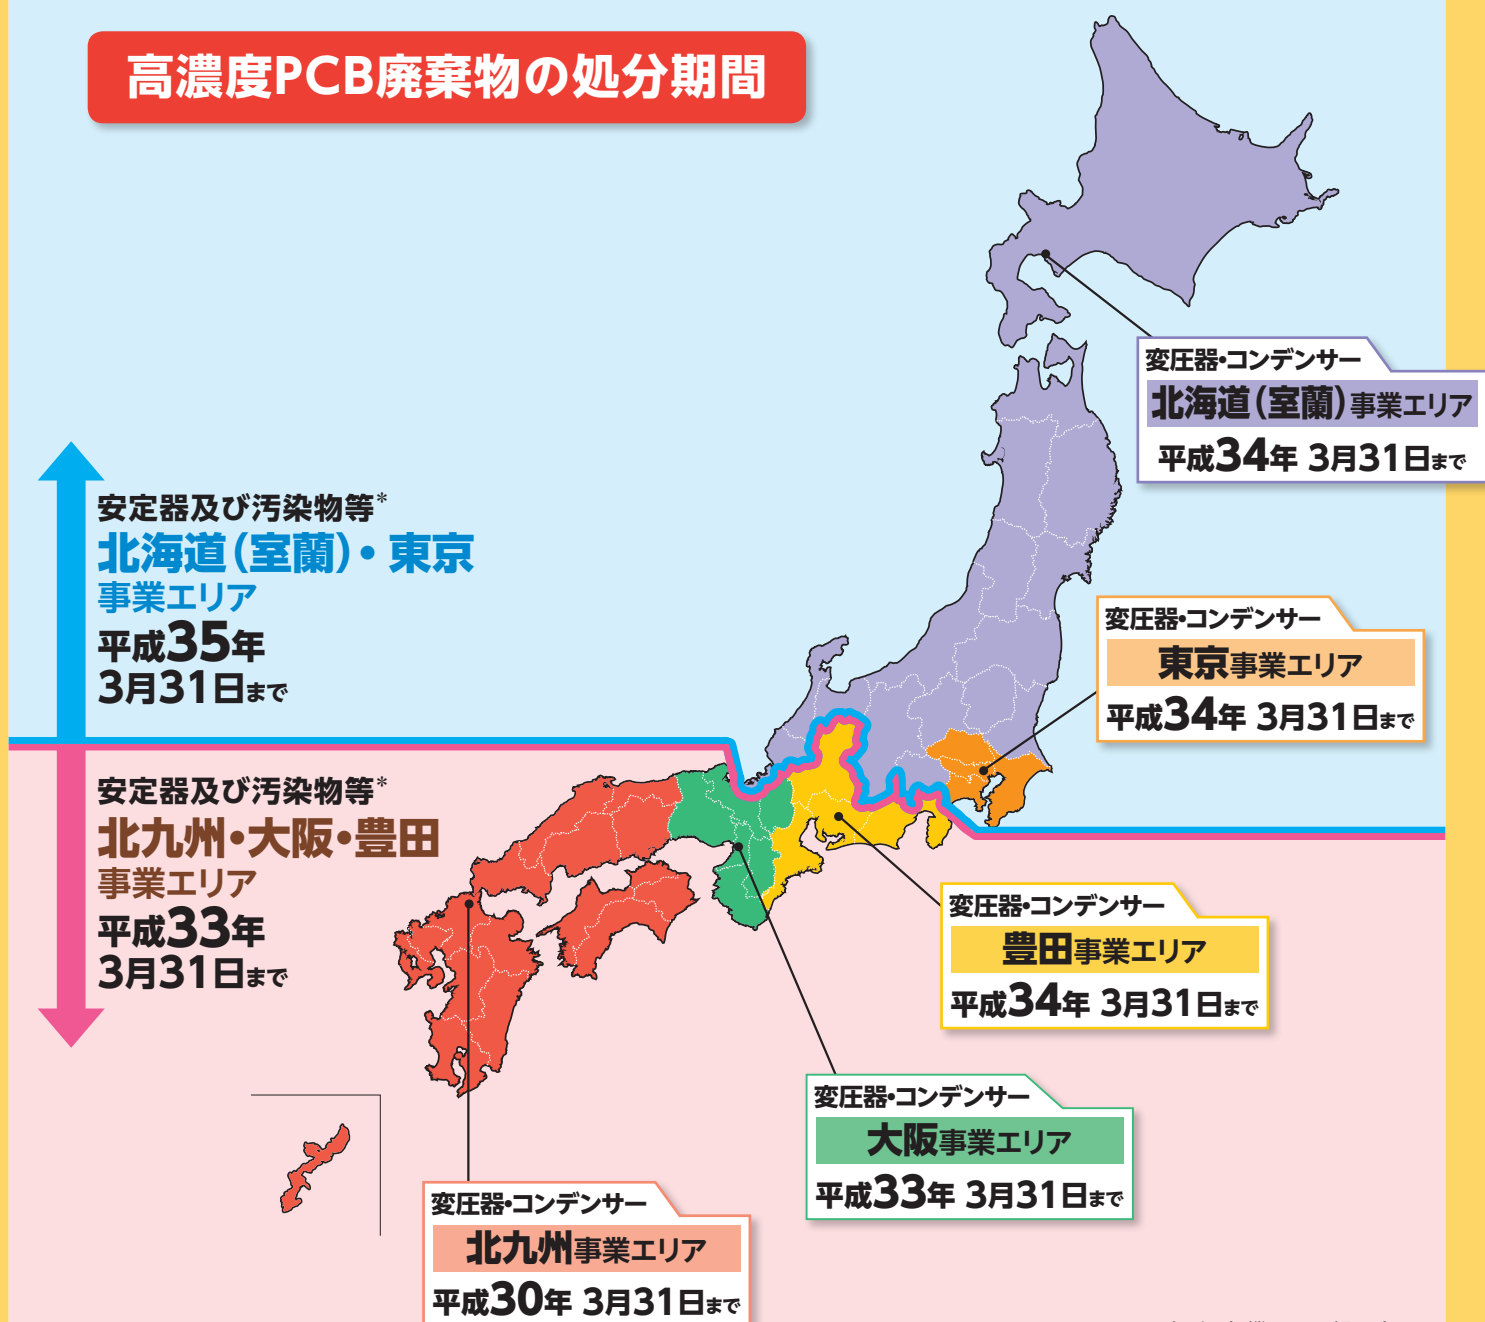 高濃度PCB廃棄物の処分期間
変圧器・コンデンサー
北海道(室蘭)事業エリア
平成34年 3月31日まで
安定器及び汚染物等*
北海道(室蘭)・東京
事業エリア
平成35年
3月31日まで
変圧器・コンデンサー
東京事業エリア
平成34年 3月31日まで
安定器及び汚染物等*
北九州・大阪・豊田
事業エリア
平成33年
3月31日まで
変圧器・コンデンサー
豊田事業エリア
平成34年 3月31日まで
変圧器・コンデンサー
大阪事業エリア
平成33年 3月31日まで
変圧器・コンデンサー
北九州事業エリア
平成30年 3月31日まで